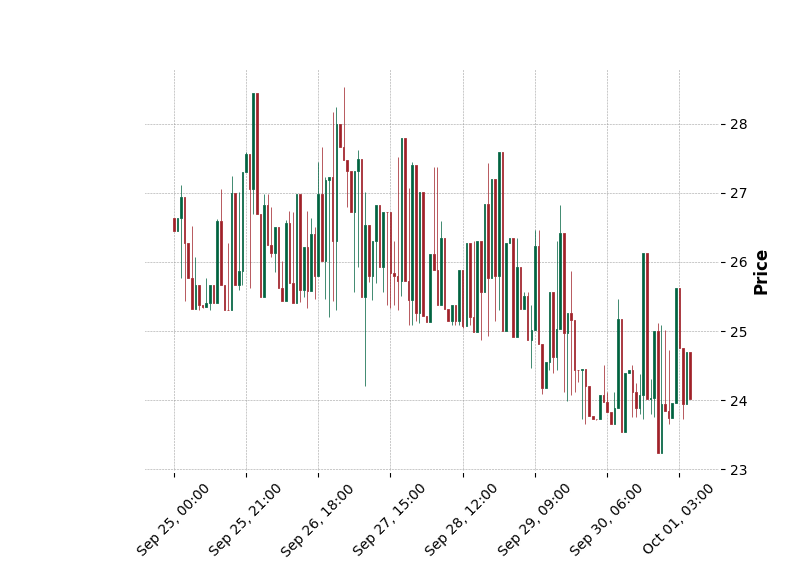 28
27
26
25
24
23
Price
Sep 25, 00:00
Sep 25, 21:00
Sep 26, 18:00
Sep 27, 15:00
Sep 28, 12:00
Sep 29, 09:00
Sep 30, 06:00
Oct 01, 03:00